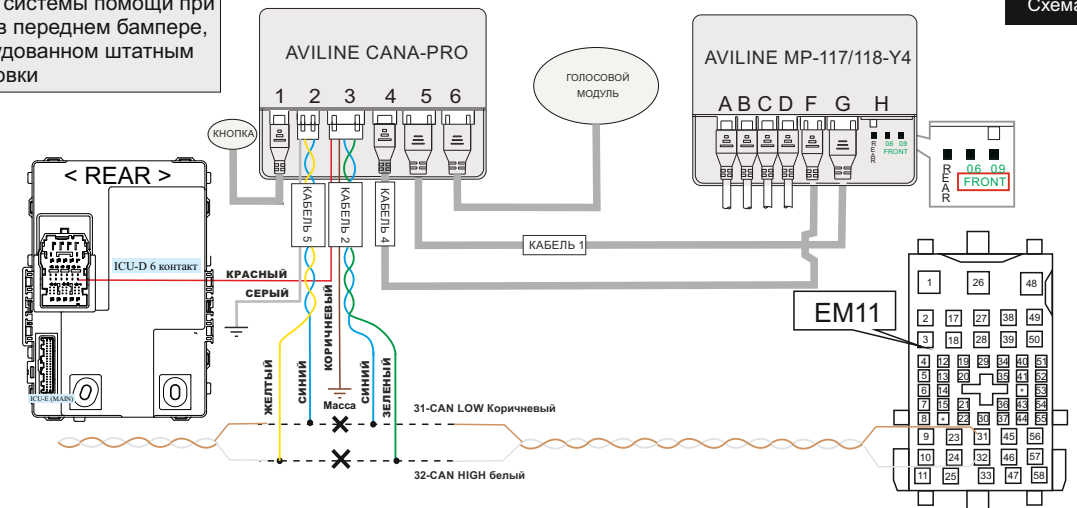 системы помощи при
в переднем бампере,
удованном штатным
овки
Схема
AVILINE CANA-PRO
1 2 3 4 5 6
КНОПКА
ГОЛОСОВОЙ
МОДУЛЬ
AVILINE MP-117/118-Y4
A B C D F G H
REAR
06 09
FRONT
REAR
06 09
FRONT
< REAR >
ICU-D 6 контакт
ICU-E (MAIN)
КАБЕЛЬ 5
КАБЕЛЬ 2
КАБЕЛЬ 4
КАБЕЛЬ 1
КРАСНЫЙ
СЕРЫЙ
КОРИЧНЕВЫЙ
ЖЕЛТЫЙ
СИНИЙ
СИНИЙ
ЗЕЛЕНЫЙ
Масса
31-CAN LOW Коричневый
32-CAN HIGH белый
EM11
1 26 48
2 17 27 38 49
3 18 28 39 50
4 12 19 29 34 40 51
5 13 20 35 41 52
6 14 * 53
7 15 21 36 43 54
8 * 22 30 37 44 55
9 23 31 45 56
10 24 32 46 57
11 25 33 47 58